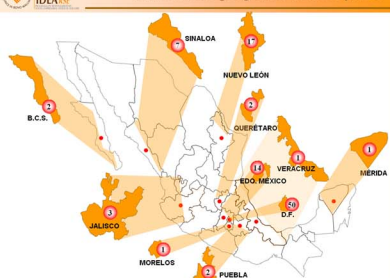 IDEA
SINALOA
7
17
NUEVO LEÓN
2
B.C.S.
2
QUERÉTARO
1
VERACRUZ
1
MÉRIDA
14
EDO. MÉXICO
50
D.F.
3
JALISCO
1
MORELOS
2
PUEBLA